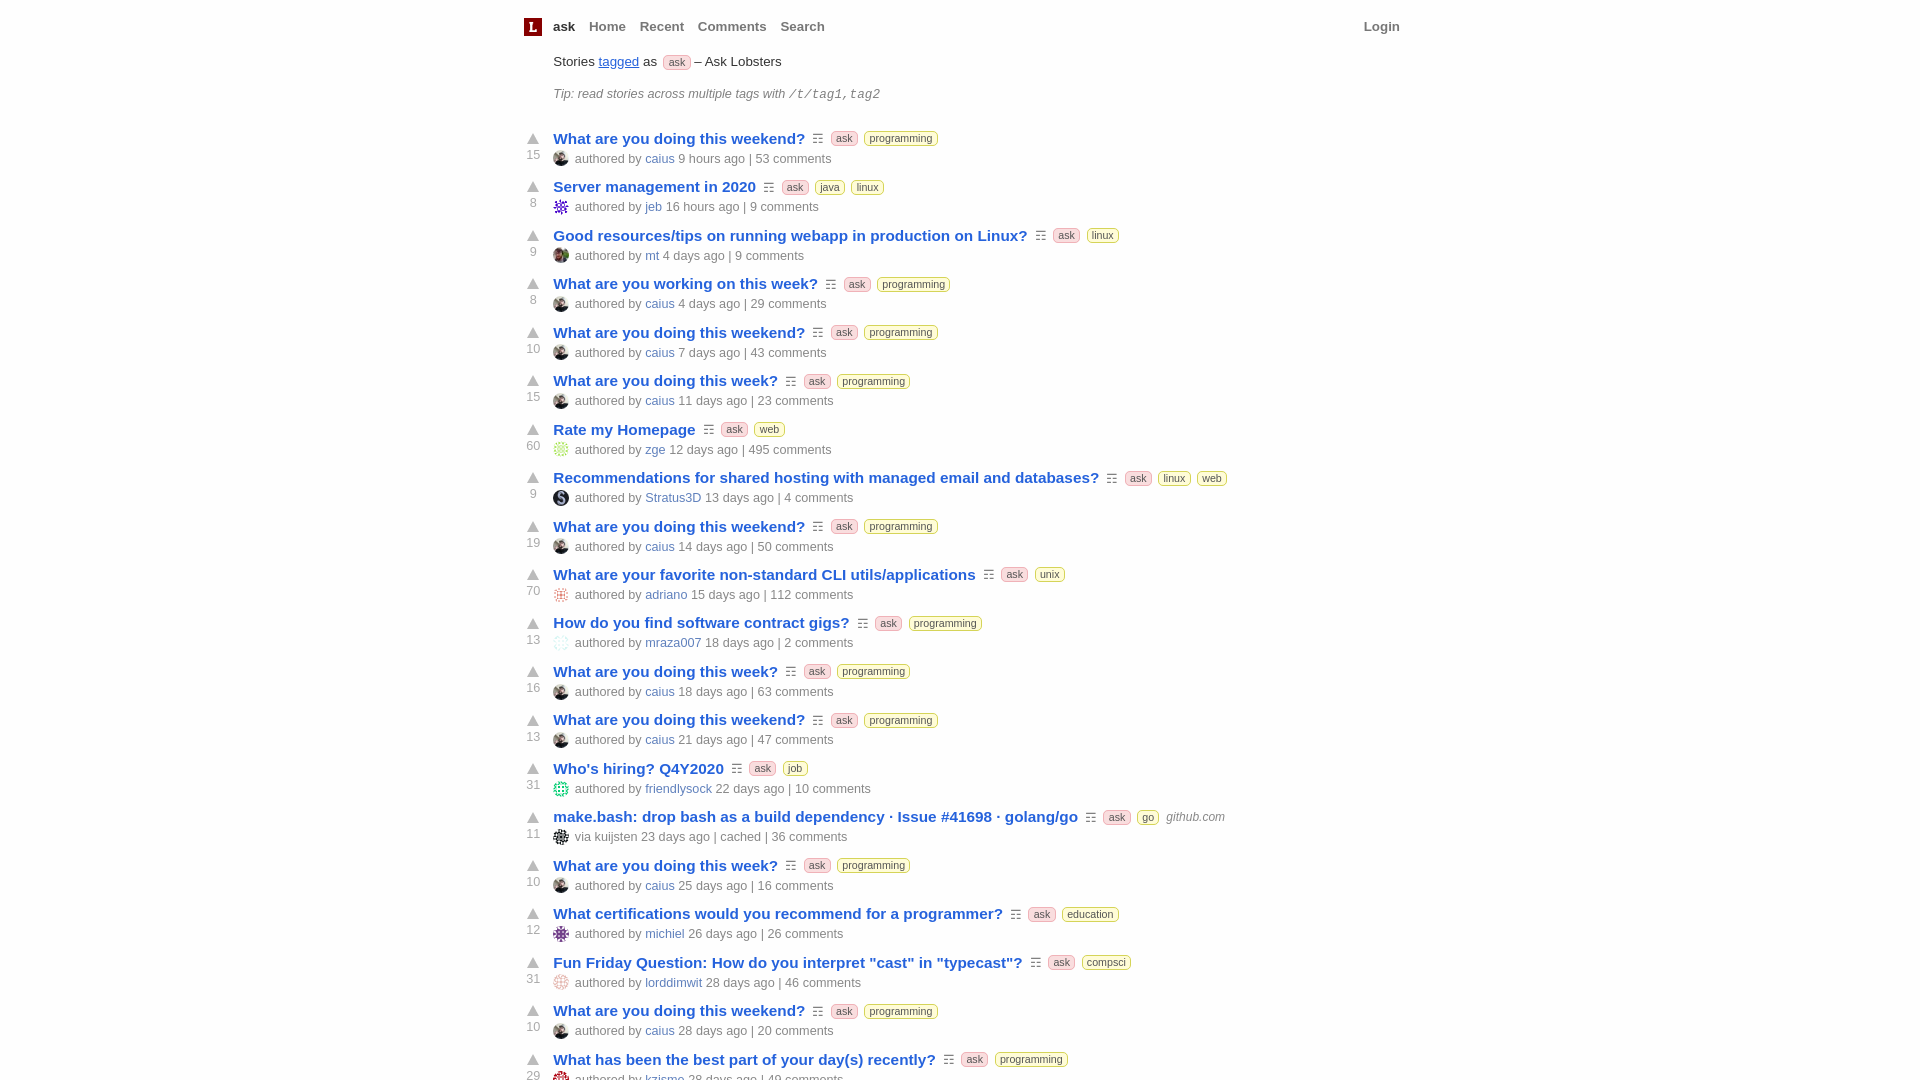 L ask Home Recent Comments Search Login
Stories tagged as ask – Ask Lobsters
Tip: read stories across multiple tags with /t/tag1,tag2
What are you doing this weekend? ☶ ask programming
15 authored by caius 9 hours ago | 53 comments
Server management in 2020 ☶ ask java linux
8 authored by jeb 16 hours ago | 9 comments
Good resources/tips on running webapp in production on Linux? ☶ ask linux
9 authored by mt 4 days ago | 9 comments
What are you working on this week? ☶ ask programming
8 authored by caius 4 days ago | 29 comments
What are you doing this weekend? ☶ ask programming
10 authored by caius 7 days ago | 43 comments
What are you doing this week? ☶ ask programming
15 authored by caius 11 days ago | 23 comments
Rate my Homepage ☶ ask web
60 authored by zge 12 days ago | 495 comments
Recommendations for shared hosting with managed email and databases? ☶ ask linux web
9 authored by Stratus3D 13 days ago | 4 comments
What are you doing this weekend? ☶ ask programming
19 authored by caius 14 days ago | 50 comments
What are your favorite non-standard CLI utils/applications ☶ ask unix
70 authored by adriano 15 days ago | 112 comments
How do you find software contract gigs? ☶ ask programming
13 authored by mraza007 18 days ago | 2 comments
What are you doing this week? ☶ ask programming
16 authored by caius 18 days ago | 63 comments
What are you doing this weekend? ☶ ask programming
13 authored by caius 21 days ago | 47 comments
Who's hiring? Q4Y2020 ☶ ask job
31 authored by friendlysock 22 days ago | 10 comments
make.bash: drop bash as a build dependency · Issue #41698 · golang/go ☶ ask go github.com
11 via kuijsten 23 days ago | cached | 36 comments
What are you doing this week? ☶ ask programming
10 authored by caius 25 days ago | 16 comments
What certifications would you recommend for a programmer? ☶ ask education
12 authored by michiel 26 days ago | 26 comments
Fun Friday Question: How do you interpret "cast" in "typecast"? ☶ ask compsci
31 authored by lorddimwit 28 days ago | 46 comments
What are you doing this weekend? ☶ ask programming
10 authored by caius 28 days ago | 20 comments
What has been the best part of your day(s) recently? ☶ ask programming
29 authored by kzisme 28 days ago | 49 comments